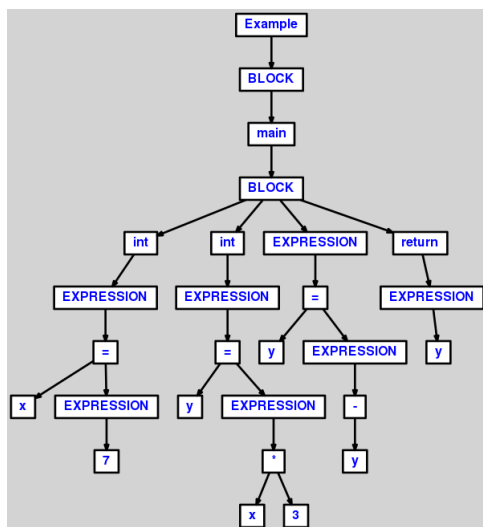 Example
BLOCK
main
BLOCK
int int EXPRESSION return
EXPRESSION EXPRESSION = EXPRESSION
= = y EXPRESSION y
x EXPRESSION y EXPRESSION -
7 * y
x 3